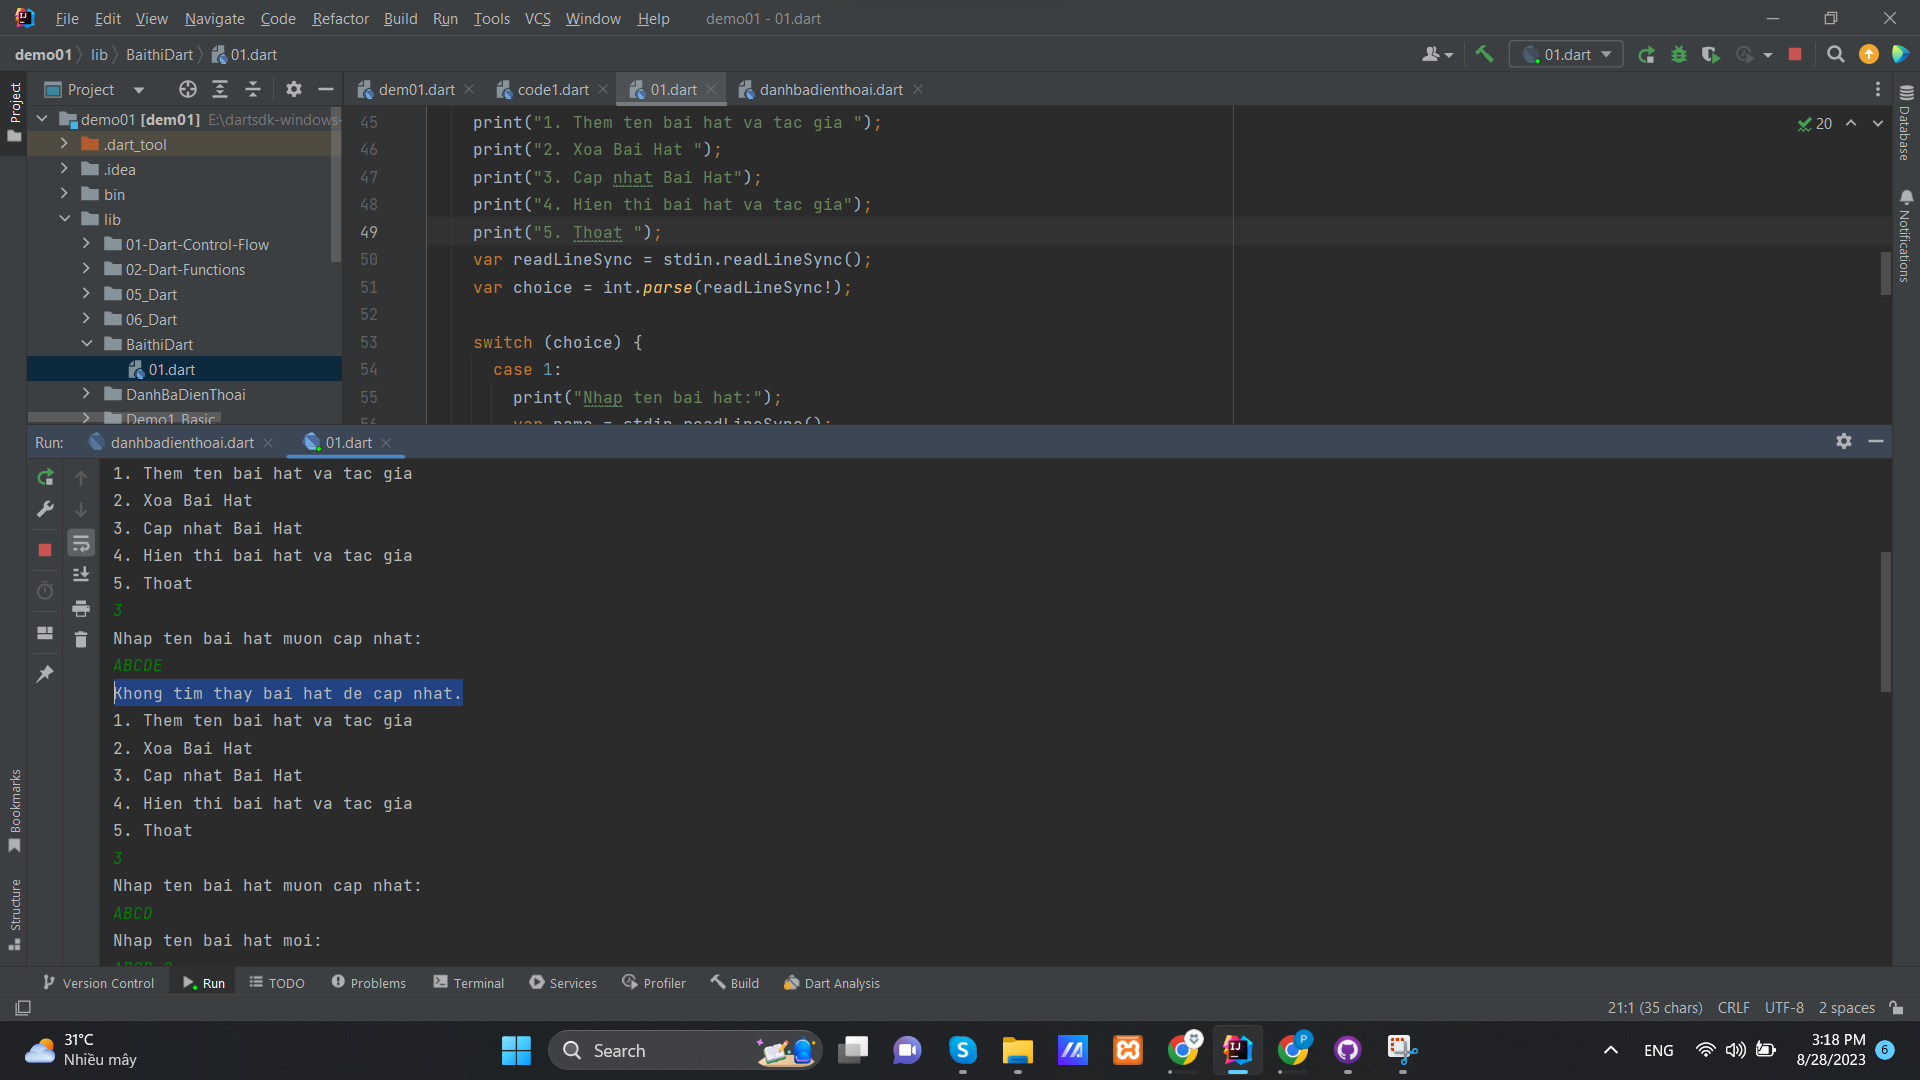 File Edit View Navigate Code Refactor Build Run Tools VCS Window Help demo01 - 01.dart
demo01 lib BaithiDart 01.dart
01.dart
Project
Project
dem01.dart code1.dart 01.dart danhbadienthoai.dart
demo01 [dem01] E:\dartsdk-windows-
.dart_tool
.idea
bin
lib
01-Dart-Control-Flow
02-Dart-Functions
05_Dart
06_Dart
BaithiDart
01.dart
DanhBaDienThoai
Demo1_Basic
45 print("1. Them ten bai hat va tac gia ");
46 print("2. Xoa Bai Hat ");
47 print("3. Cap nhat Bai Hat");
48 print("4. Hien thi bai hat va tac gia");
49 print("5. Thoat ");
50 var readLineSync = stdin.readLineSync();
51 var choice = int.parse(readLineSync!);
52
53 switch (choice) {
54 case 1:
55 print("Nhap ten bai hat:");
56 var name = stdin.readLineSync();
20
Database
Notifications
Run: danhbadienthoai.dart 01.dart
1. Them ten bai hat va tac gia
2. Xoa Bai Hat
3. Cap nhat Bai Hat
4. Hien thi bai hat va tac gia
5. Thoat
3
Nhap ten bai hat muon cap nhat:
ABCDE
Khong tim thay bai hat de cap nhat.
1. Them ten bai hat va tac gia
2. Xoa Bai Hat
3. Cap nhat Bai Hat
4. Hien thi bai hat va tac gia
5. Thoat
3
Nhap ten bai hat muon cap nhat:
ABCD
Nhap ten bai hat moi:
Bookmarks
Structure
Version Control Run TODO Problems Terminal Services Profiler Build Dart Analysis
21:1 (35 chars) CRLF UTF-8 2 spaces
31°C
Nhiều mây
Search
ENG
3:18 PM
8/28/2023
6